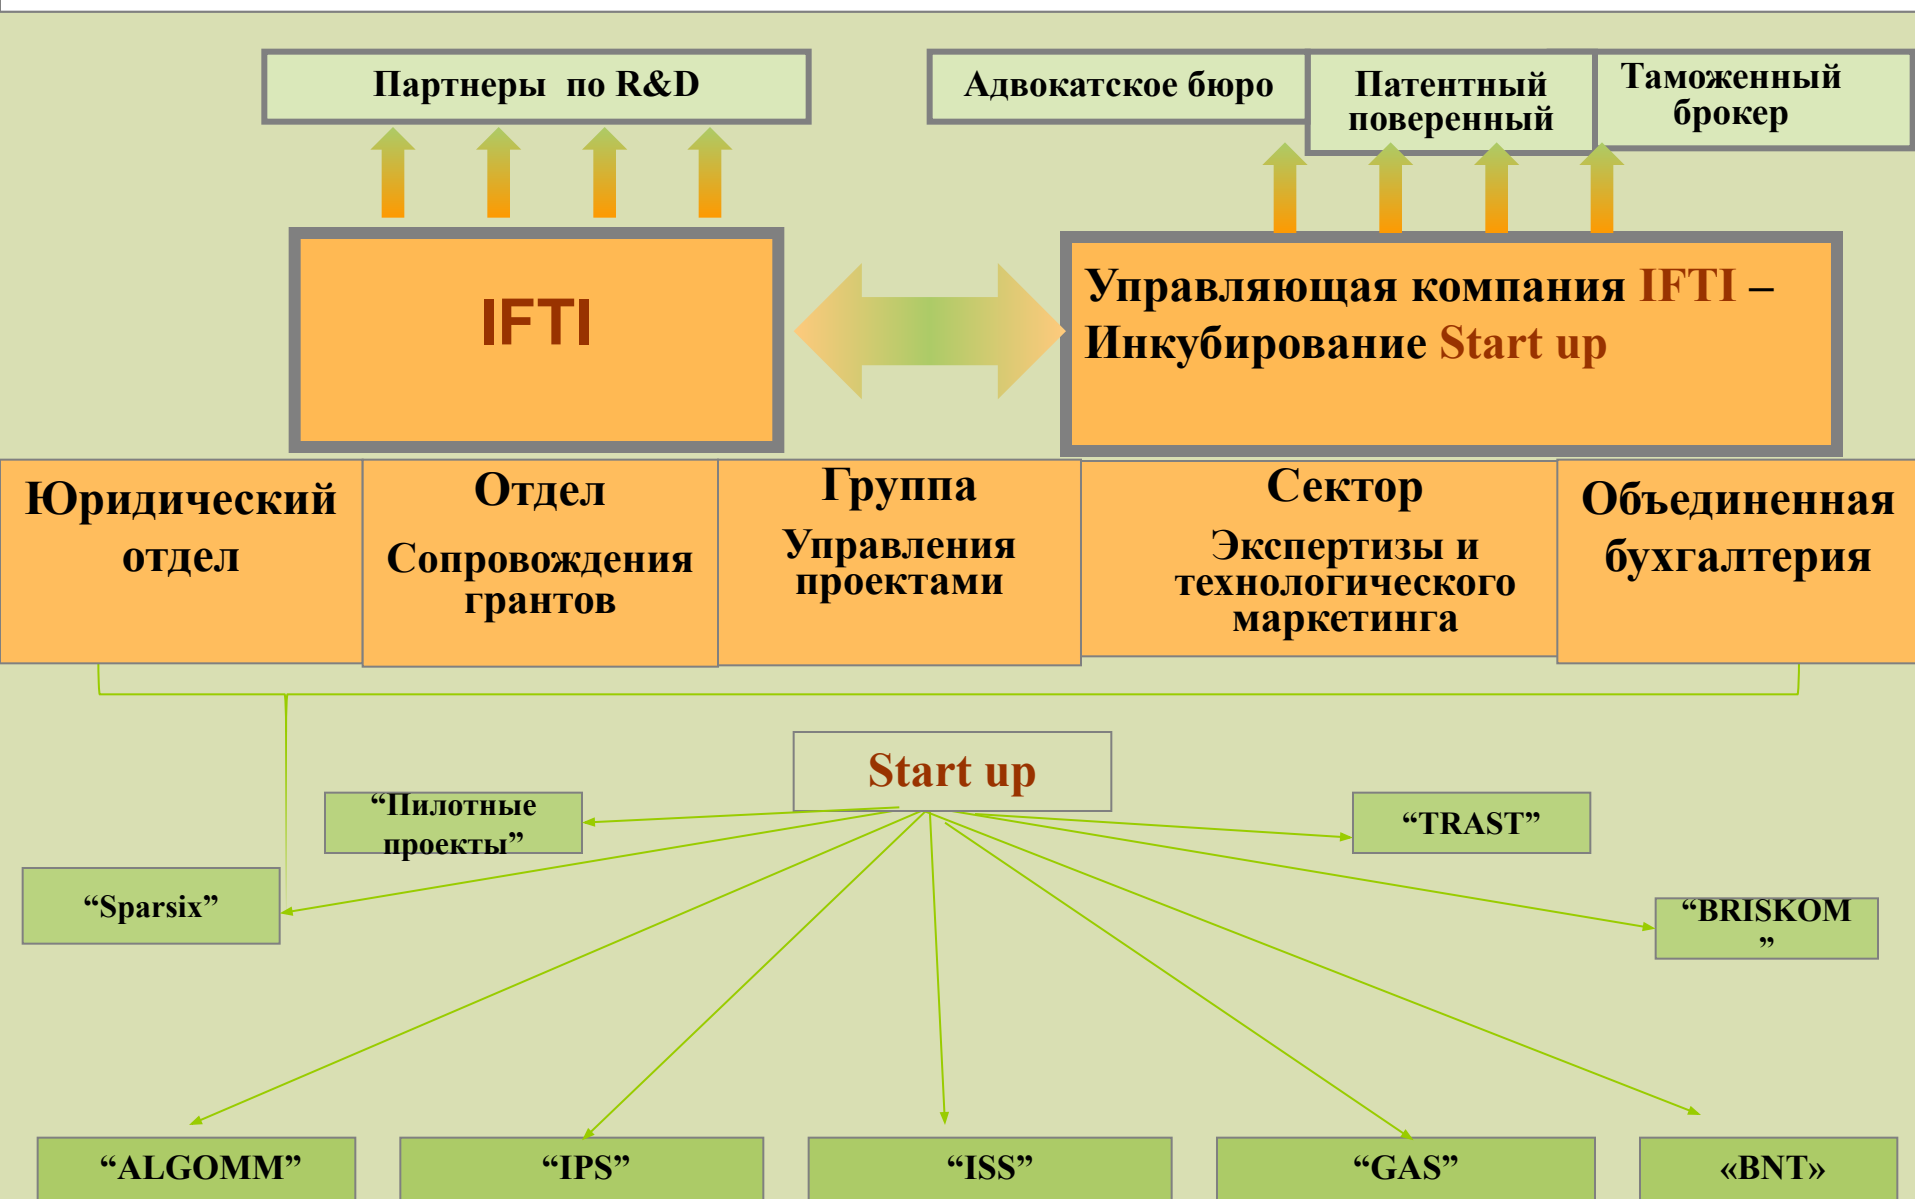 Партнеры по R&D
Адвокатское бюро
Патентный
поверенный
Таможенный
брокер
IFTI
Управляющая компания IFTI –
Инкубирование Start up
Юридический
отдел
Отдел
Сопровождения
грантов
Группа
Управления
проектами
Сектор
Экспертизы и
технологического
маркетинга
Объединенная
бухгалтерия
Start up
“Пилотные
проекты”
“TRAST”
“Sparsix”
“BRISKOM
”
“ALGOMM”
“IPS”
“ISS”
“GAS”
«BNT»